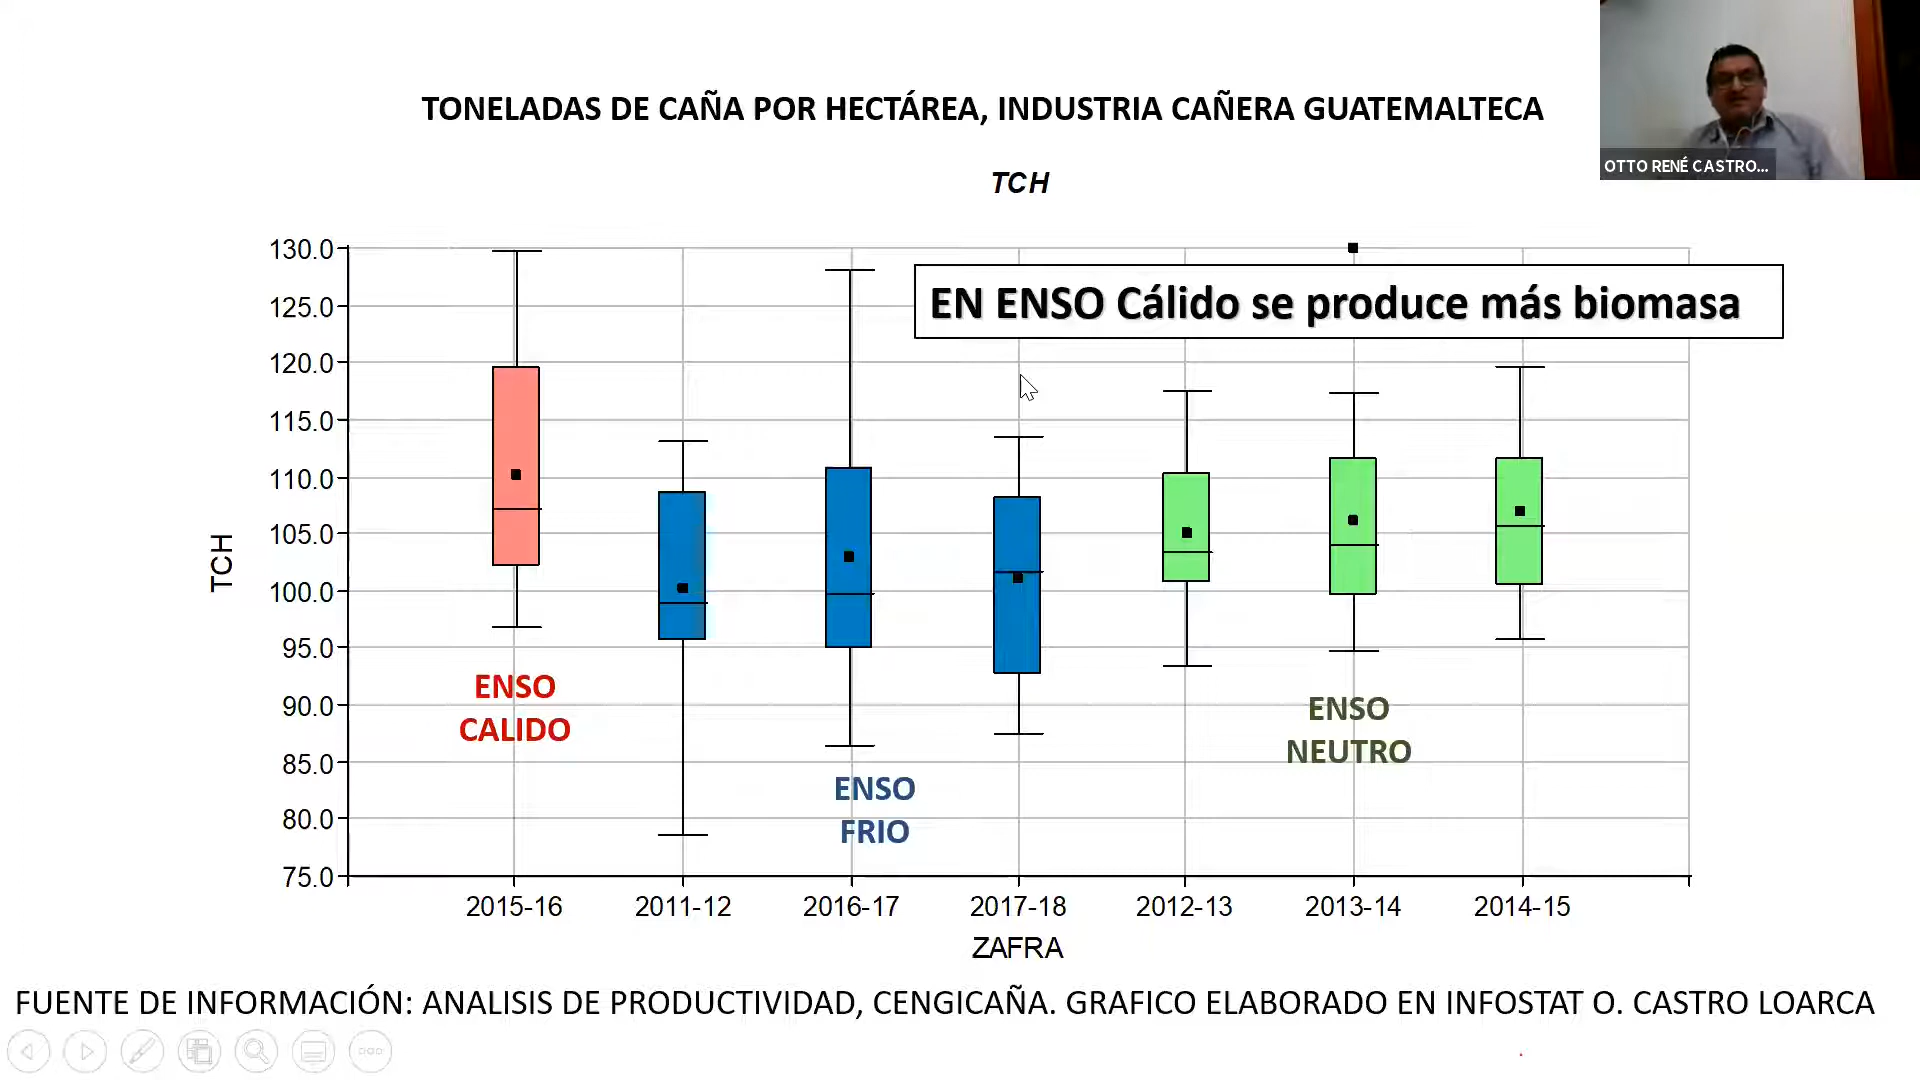 TONELADAS DE CAÑA POR HECTÁREA, INDUSTRIA CAÑERA GUATEMALTECA
OTTO RENÉ CASTRO...
TCH
130.0
125.0
120.0
115.0
110.0
105.0
100.0
95.0
90.0
85.0
80.0
75.0
TCH
EN ENSO Cálido se produce más biomasa
ENSO
CALIDO
ENSO
FRIO
ENSO
NEUTRO
2015-16 2011-12 2016-17 2017-18 2012-13 2013-14 2014-15
ZAFRA
FUENTE DE INFORMACIÓN: ANALISIS DE PRODUCTIVIDAD, CENGICAÑA. GRAFICO ELABORADO EN INFOSTAT O. CASTRO LOARCA